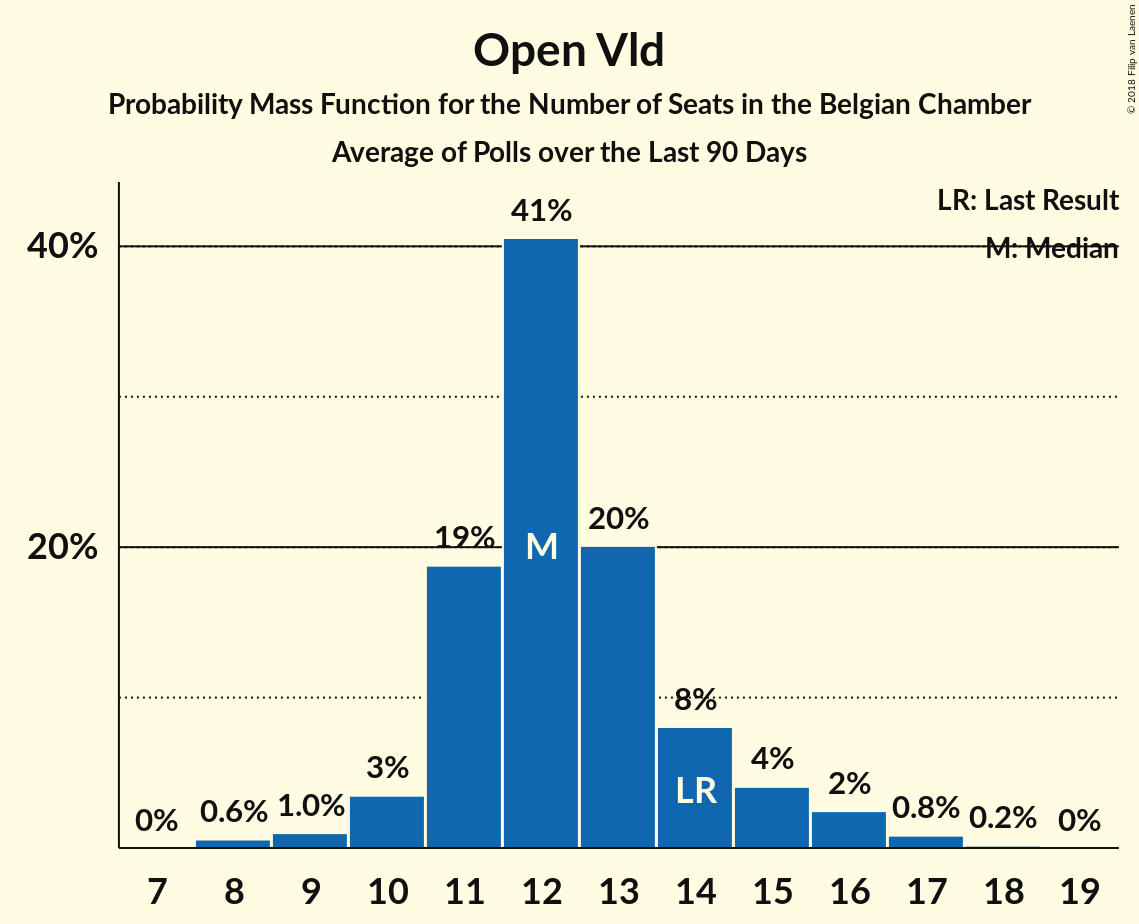 Open Vld
Probability Mass Function for the Number of Seats in the Belgian Chamber
Average of Polls over the Last 90 Days
© 2018 Filip van Laenen
LR: Last Result
M: Median
40%
20%
0%
0.6%
1.0%
3%
19%
41%
20%
8%
4%
2%
0.8%
0.2%
0%
M
LR
7 8 9 10 11 12 13 14 15 16 17 18 19